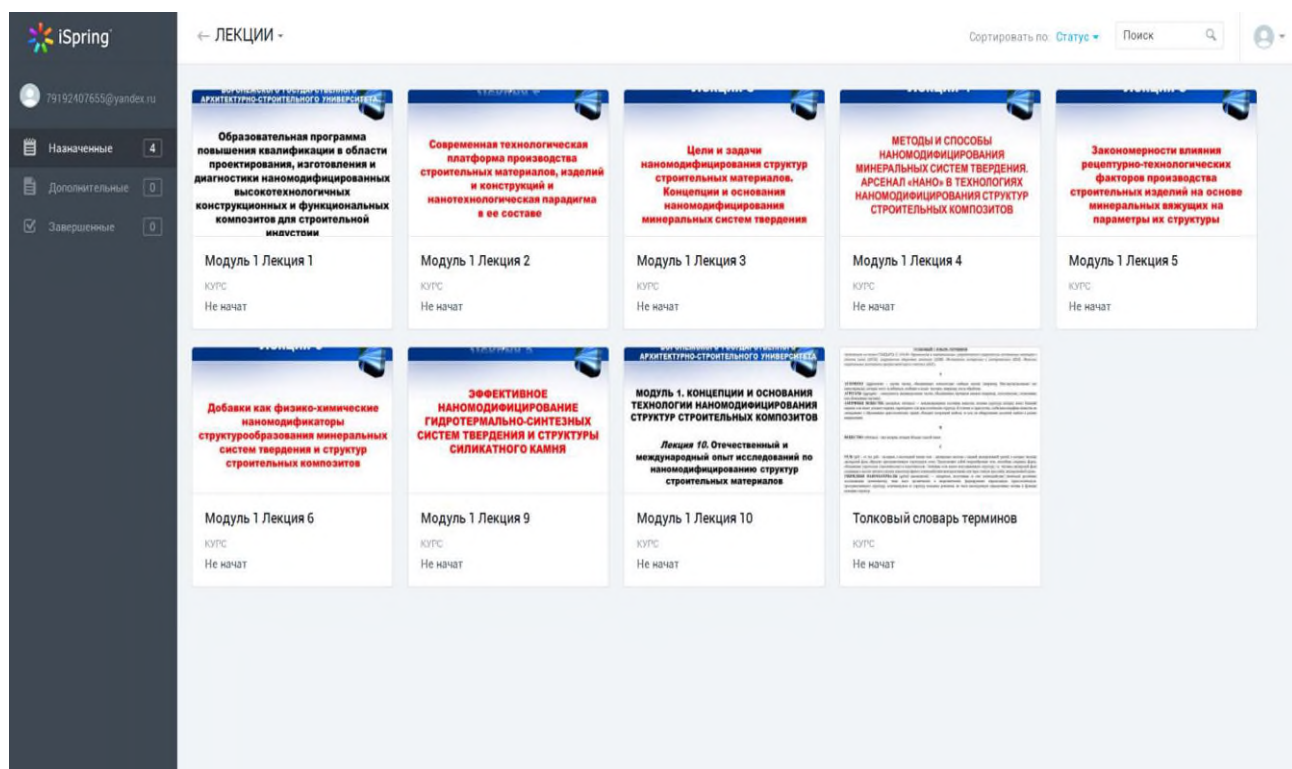 iSpring
← ЛЕКЦИИ
Сортировать по: Статус
Поиск
79192407655@yandex.ru
Назначенные 4
Дополнительные 0
Завершенные 0
ВОРОНЕЖСКОГО ГОСУДАРСТВЕННОГО
АРХИТЕКТУРНО-СТРОИТЕЛЬНОГО УНИВЕРСИТЕТА
Образовательная программа
повышения квалификации в области
проектирования, изготовления и
диагностики наномодифицированных
высокотехнологичных
конструкционных и функциональных
композитов для строительной
индустрии
Модуль 1 Лекция 1
КУРС
Не начат
Современная технологическая
платформа производства
строительных материалов, изделий
и конструкций и
нанотехнологическая парадигма
в ее составе
Модуль 1 Лекция 2
КУРС
Не начат
Цели и задачи
наномодифицирования структур
строительных материалов.
Концепции и основания
наномодифицирования
минеральных систем твердения
Модуль 1 Лекция 3
КУРС
Не начат
МЕТОДЫ И СПОСОБЫ
НАНОМОДИФИЦИРОВАНИЯ
МИНЕРАЛЬНЫХ СИСТЕМ ТВЕРДЕНИЯ.
АРСЕНАЛ «НАНО» В ТЕХНОЛОГИЯХ
НАНОМОДИФИЦИРОВАНИЯ СТРУКТУР
СТРОИТЕЛЬНЫХ КОМПОЗИТОВ
Модуль 1 Лекция 4
КУРС
Не начат
Закономерности влияния
рецептурно-технологических
факторов производства
строительных изделий на основе
минеральных вяжущих на
параметры их структуры
Модуль 1 Лекция 5
КУРС
Не начат
Добавки как физико-химические
наномодификаторы
структурообразования минеральных
систем твердения и структур
строительных композитов
Модуль 1 Лекция 6
КУРС
Не начат
ЭФФЕКТИВНОЕ
НАНОМОДИФИЦИРОВАНИЕ
ГИДРОТЕРМАЛЬНО-СИНТЕЗНЫХ
СИСТЕМ ТВЕРДЕНИЯ И СТРУКТУРЫ
СИЛИКАТНОГО КАМНЯ
Модуль 1 Лекция 9
КУРС
Не начат
АРХИТЕКТУРНО-СТРОИТЕЛЬНОГО УНИВЕРСИТЕТА
МОДУЛЬ 1. КОНЦЕПЦИИ И ОСНОВАНИЯ
ТЕХНОЛОГИИ НАНОМОДИФИЦИРОВАНИЯ
СТРУКТУР СТРОИТЕЛЬНЫХ КОМПОЗИТОВ
Лекция 10. Отечественный и
международный опыт исследований по
наномодифицированию структур
строительных материалов
Модуль 1 Лекция 10
КУРС
Не начат
Толковый словарь терминов
КУРС
Не начат